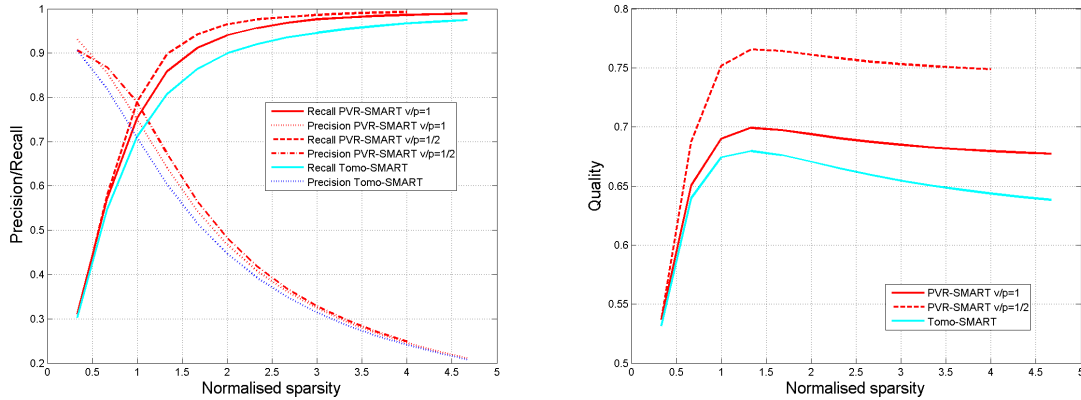 1
0.9
0.8
0.7
0.6
0.5
0.4
0.3
0.2
Precision/Recall
Recall PVR-SMART v/p=1
Precision PVR-SMART v/p=1
Recall PVR-SMART v/p=1/2
Precision PVR-SMART v/p=1/2
Recall Tomo-SMART
Precision Tomo-SMART
0 0.5 1 1.5 2 2.5 3 3.5 4 4.5 5
Normalised sparsity
0.8
0.75
0.7
0.65
0.6
0.55
0.5
Quality
PVR-SMART v/p=1
PVR-SMART v/p=1/2
Tomo-SMART
0 0.5 1 1.5 2 2.5 3 3.5 4 4.5 5
Normalised sparsity